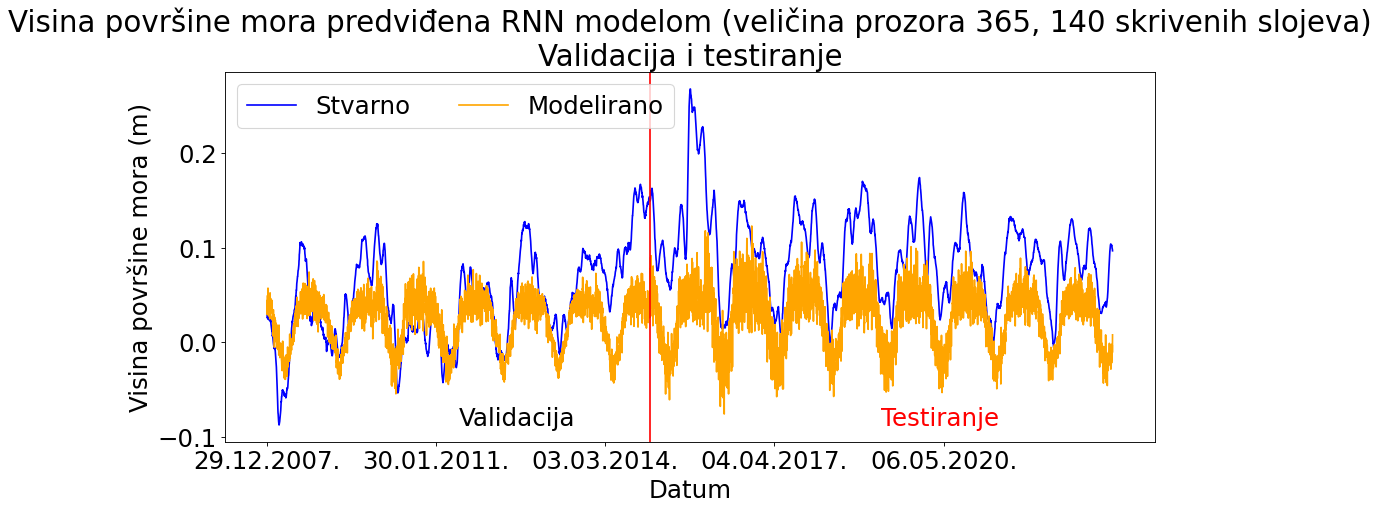 Visina površine mora predviđena RNN modelom (veličina prozora 365, 140 skrivenih slojeva)
Validacija i testiranje
Stvarno
Modelirano
Visina površine mora (m)
0.2
0.1
0.0
−0.1
Validacija
Testiranje
29.12.2007.
30.01.2011.
03.03.2014.
04.04.2017.
06.05.2020.
Datum